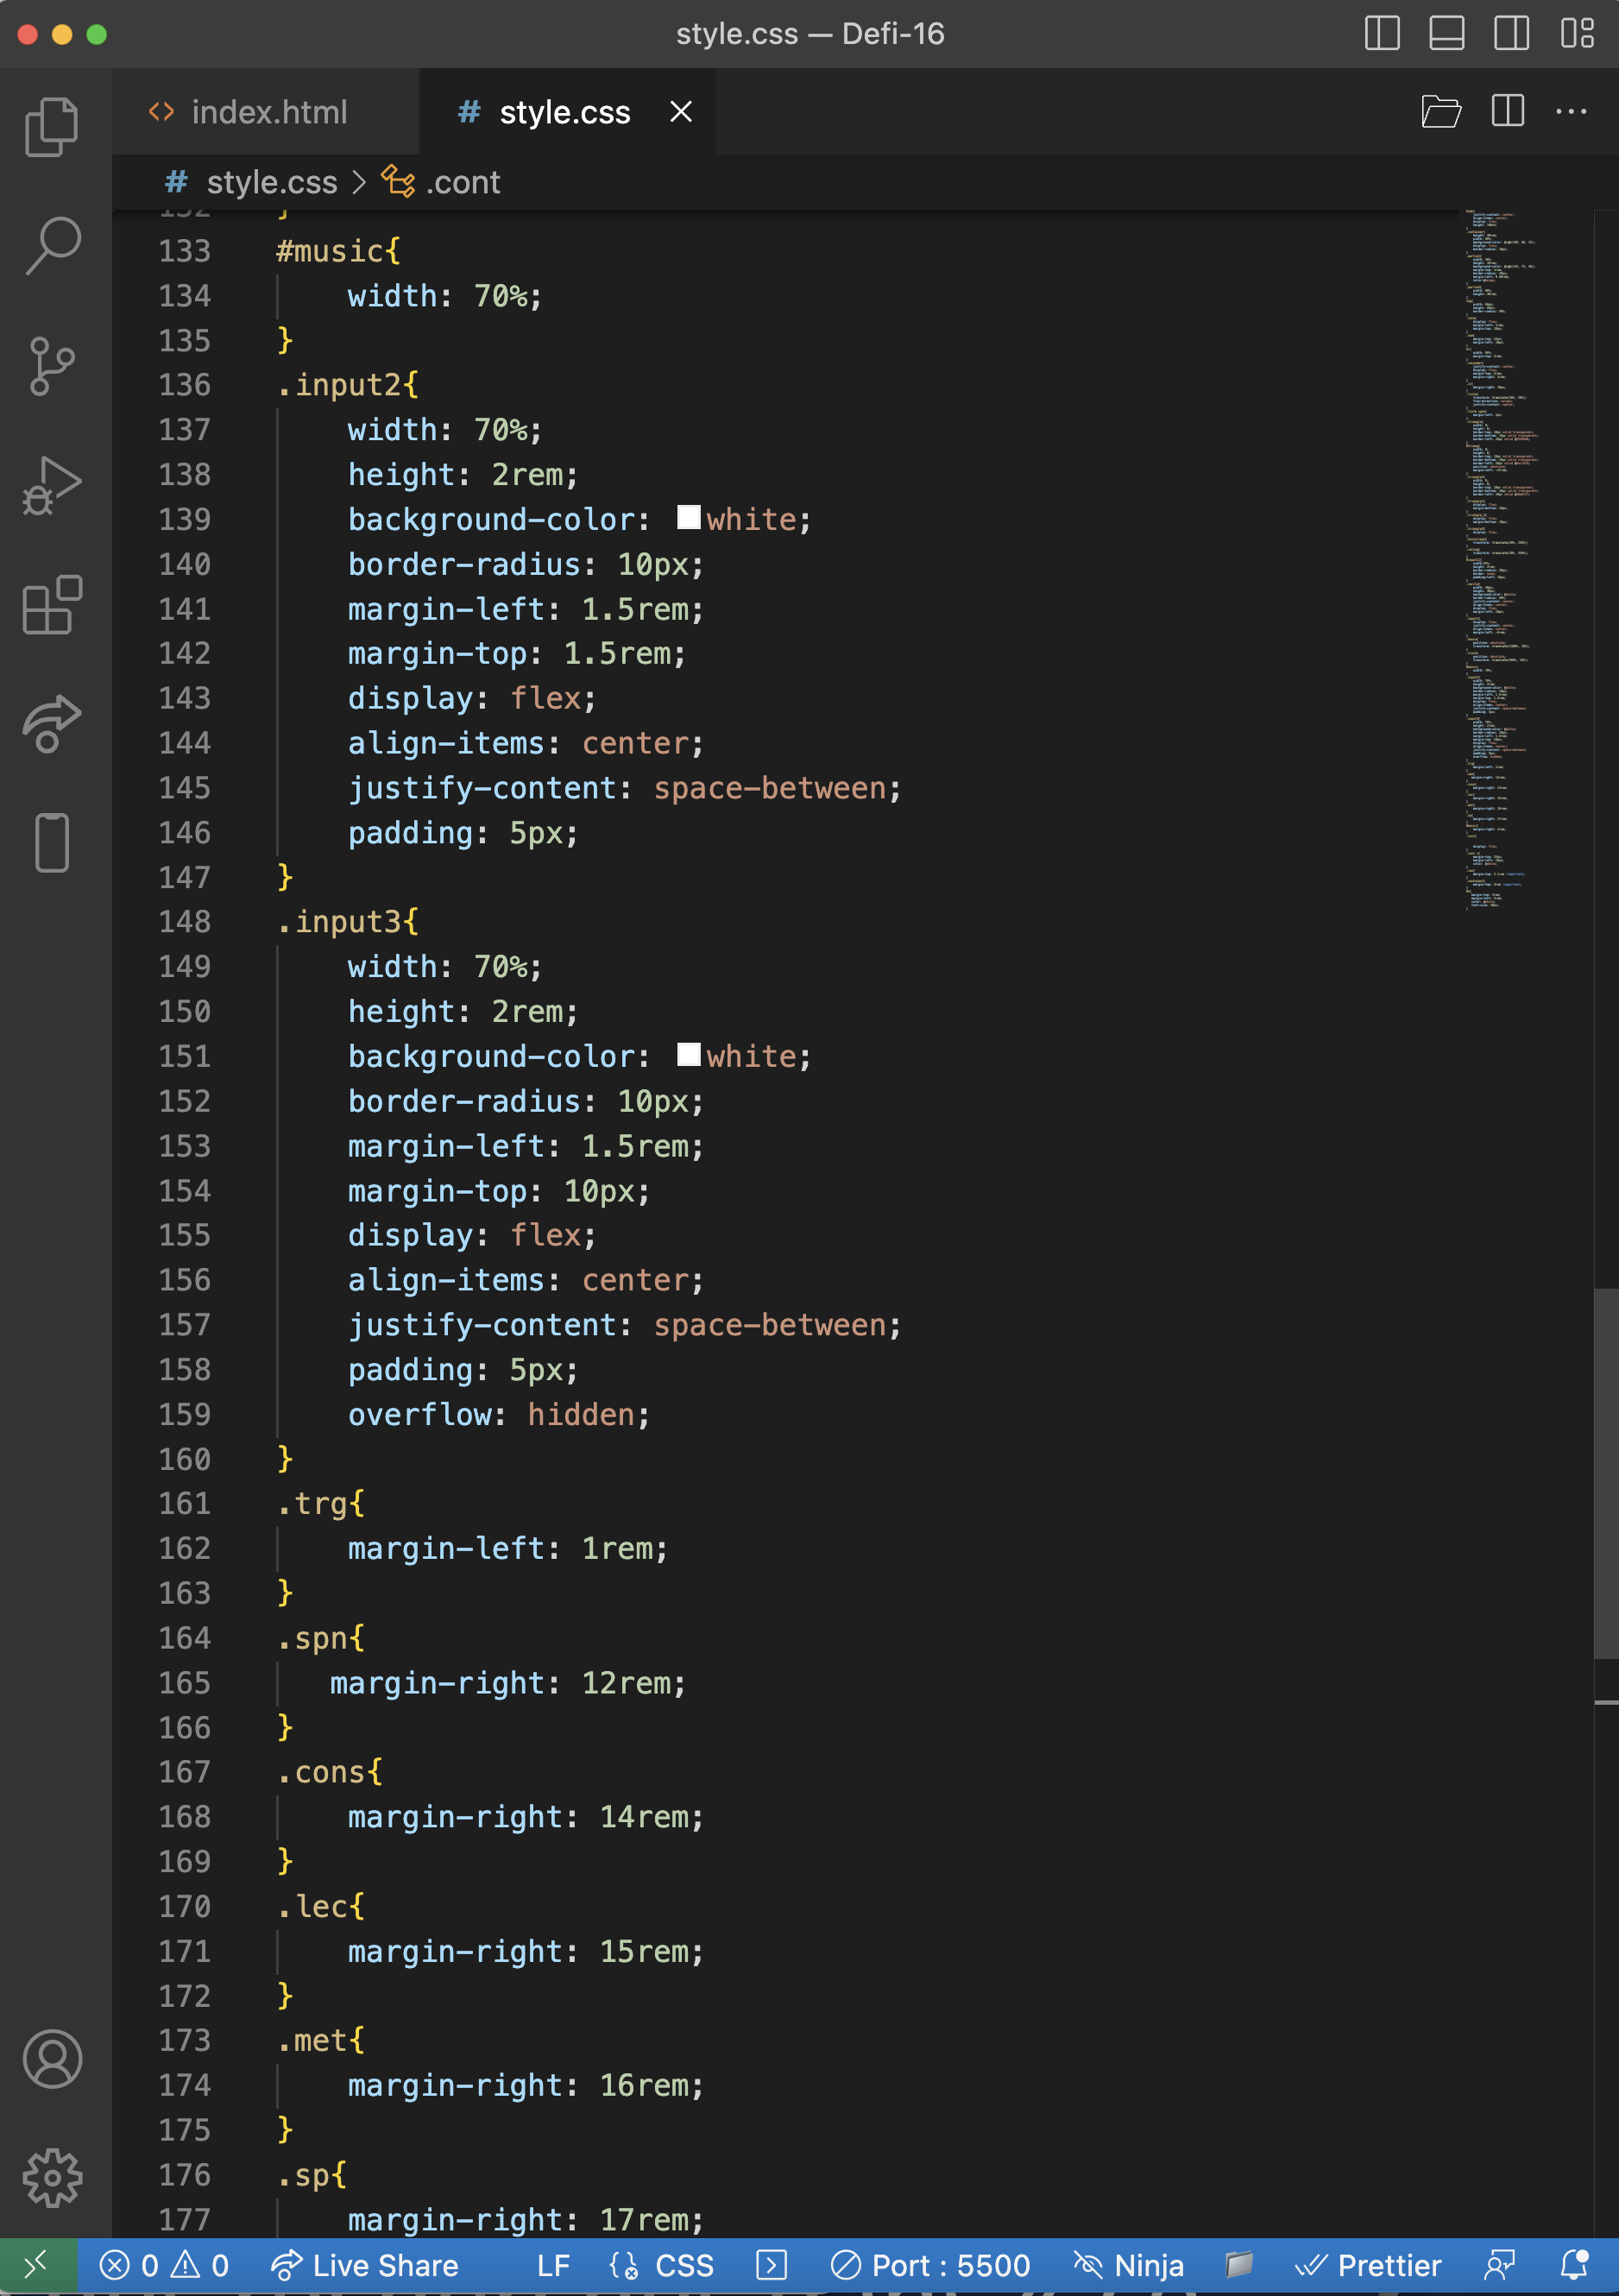 style.css — Defi-16
index.html
# style.css
# style.css > .cont
132 }
133 #music{
134 width: 70%;
135 }
136 .input2{
137 width: 70%;
138 height: 2rem;
139 background-color: white;
140 border-radius: 10px;
141 margin-left: 1.5rem;
142 margin-top: 1.5rem;
143 display: flex;
144 align-items: center;
145 justify-content: space-between;
146 padding: 5px;
147 }
148 .input3{
149 width: 70%;
150 height: 2rem;
151 background-color: white;
152 border-radius: 10px;
153 margin-left: 1.5rem;
154 margin-top: 10px;
155 display: flex;
156 align-items: center;
157 justify-content: space-between;
158 padding: 5px;
159 overflow: hidden;
160 }
161 .trg{
162 margin-left: 1rem;
163 }
164 .spn{
165 margin-right: 12rem;
166 }
167 .cons{
168 margin-right: 14rem;
169 }
170 .lec{
171 margin-right: 15rem;
172 }
173 .met{
174 margin-right: 16rem;
175 }
176 .sp{
177 margin-right: 17rem;
0 0 Live Share LF CSS Port : 5500 Ninja Prettier